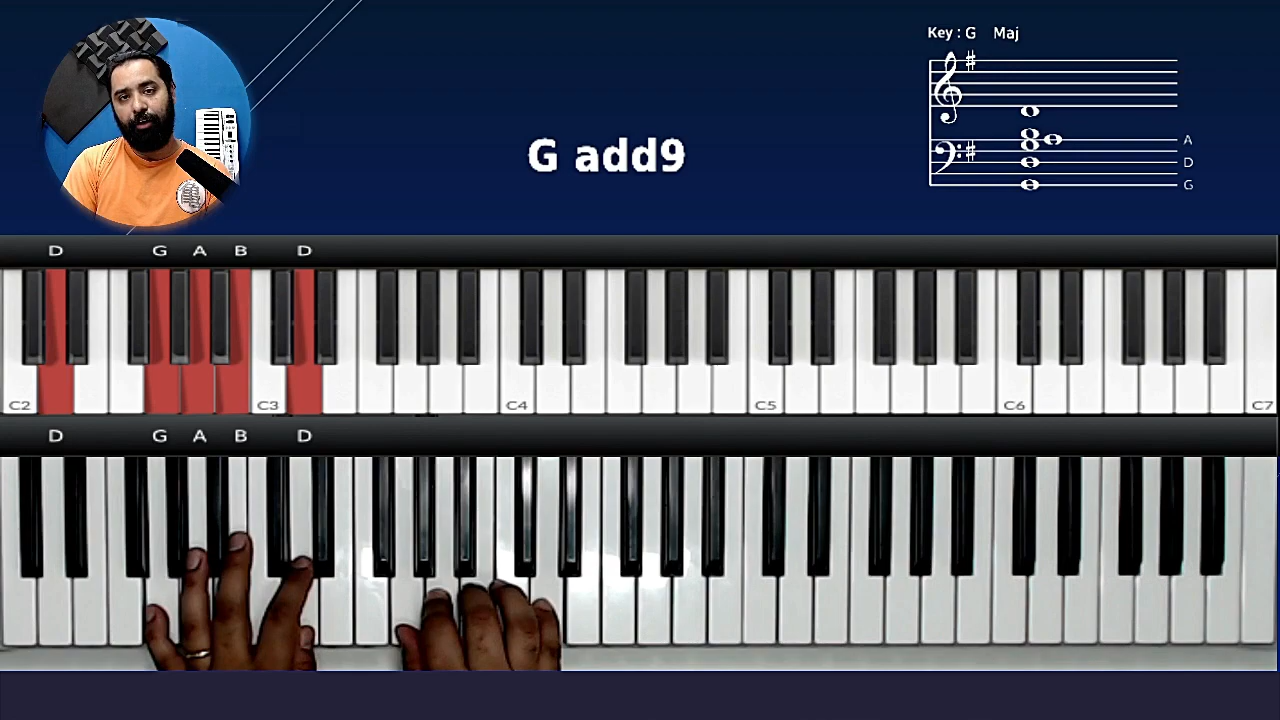 Key : G Maj
G add9
A
D
G
D G A B D
C2 C3 C4 C5 C6 C7
D G A B D